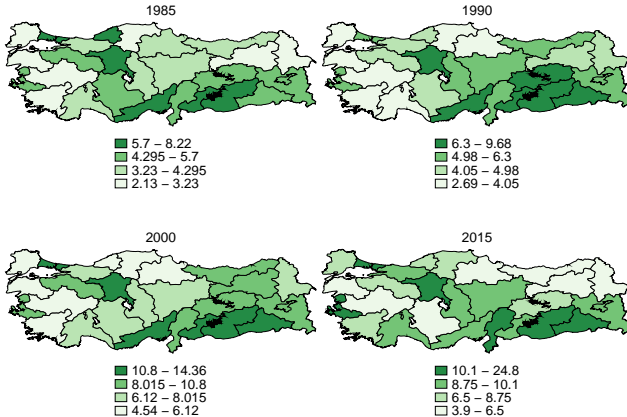 1985
5.7 – 8.22
4.295 – 5.7
3.23 – 4.295
2.13 – 3.23
1990
6.3 – 9.68
4.98 – 6.3
4.05 – 4.98
2.69 – 4.05
2000
10.8 – 14.36
8.015 – 10.8
6.12 – 8.015
4.54 – 6.12
2015
10.1 – 24.8
8.75 – 10.1
6.5 – 8.75
3.9 – 6.5